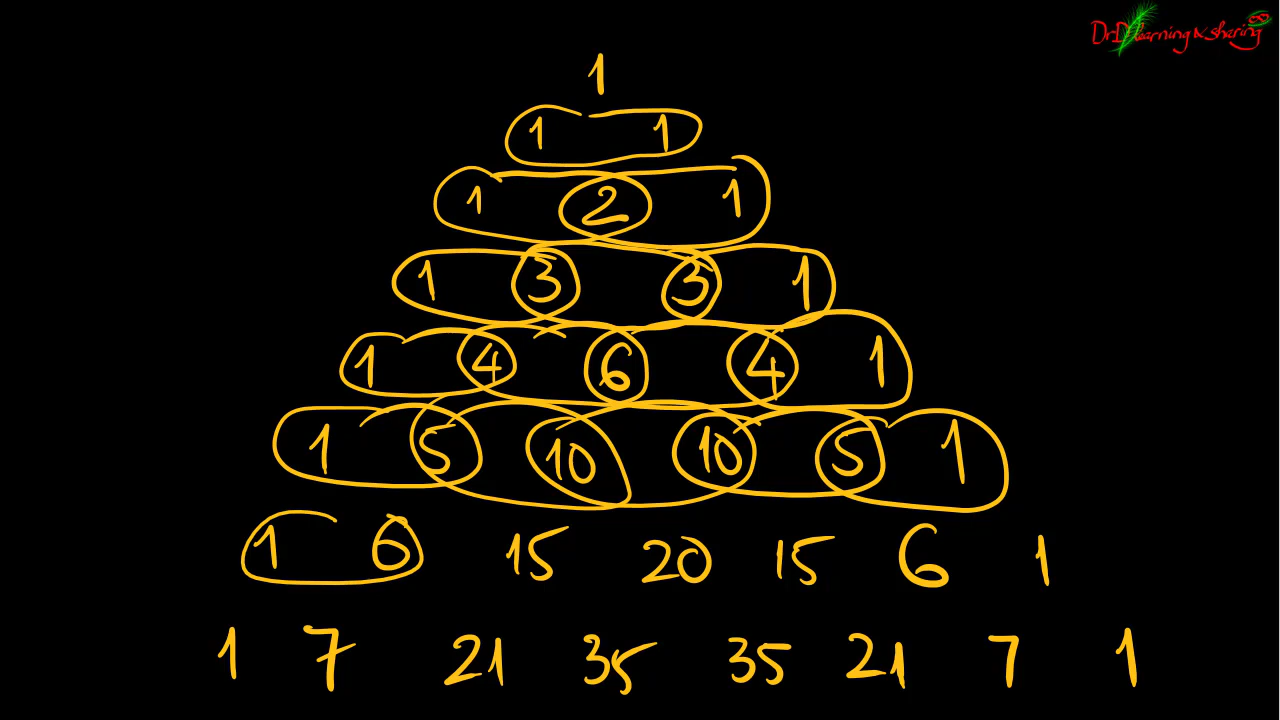 Dr.D learning & sharing
1
1 1
1 2 1
1 3 3 1
1 4 6 4 1
1 5 10 10 5 1
1 6 15 20 15 6 1
1 7 21 35 35 21 7 1